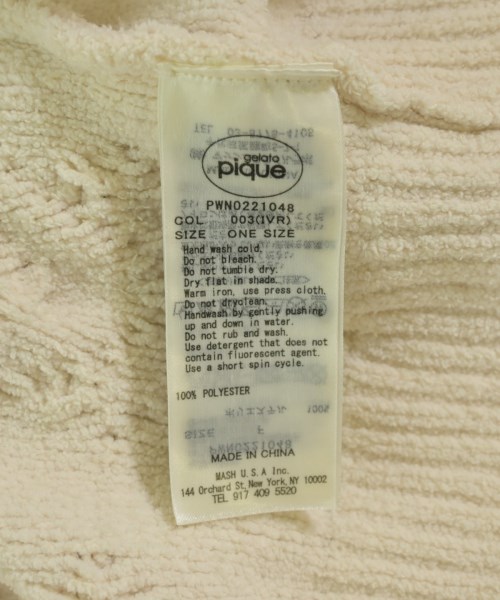 gelato
pique
PWNO221048
COL 003(IVR)
SIZE ONE SIZE
Hand wash cold.
Do not bleach.
Do not tumble dry.
Dry flat in shade.
Warm iron, use press cloth.
Do not dryclean.
Handwash by gently pushing
up and down in water.
Do not rub and wash.
Use detergent that does not
contain fluorescent agent.
Use a short spin cycle.
100% POLYESTER
MADE IN CHINA
MASH U.S.A Inc.
144 Orchard St, New York, NY 10002
TEL 917 409 5520